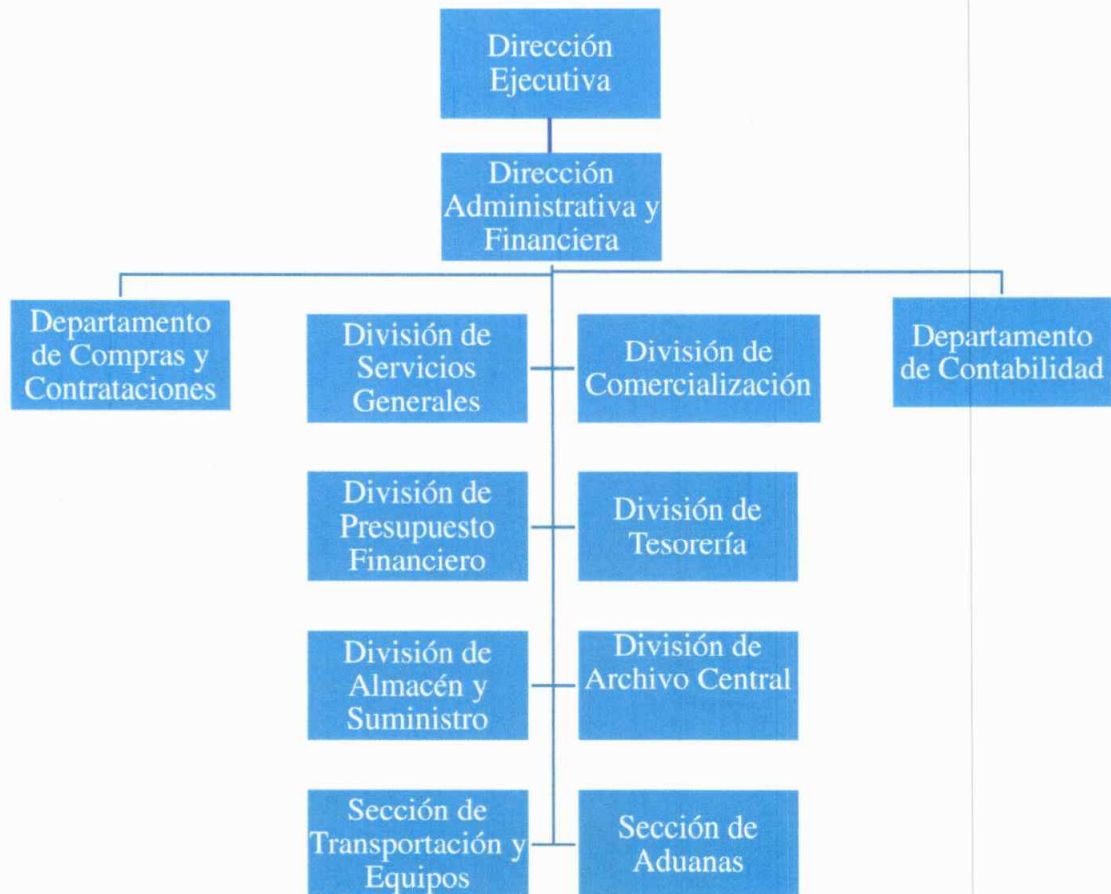 Dirección
Ejecutiva
Dirección
Administrativa y
Financiera
Departamento
de Compras y
Contrataciones
División de
Servicios
Generales
División de
Comercialización
Departamento
de Contabilidad
División de
Presupuesto
Financiero
División de
Tesorería
División de
Almacén y
Suministro
División de
Archivo Central
Sección de
Transportación y
Equipos
Sección de
Aduanas